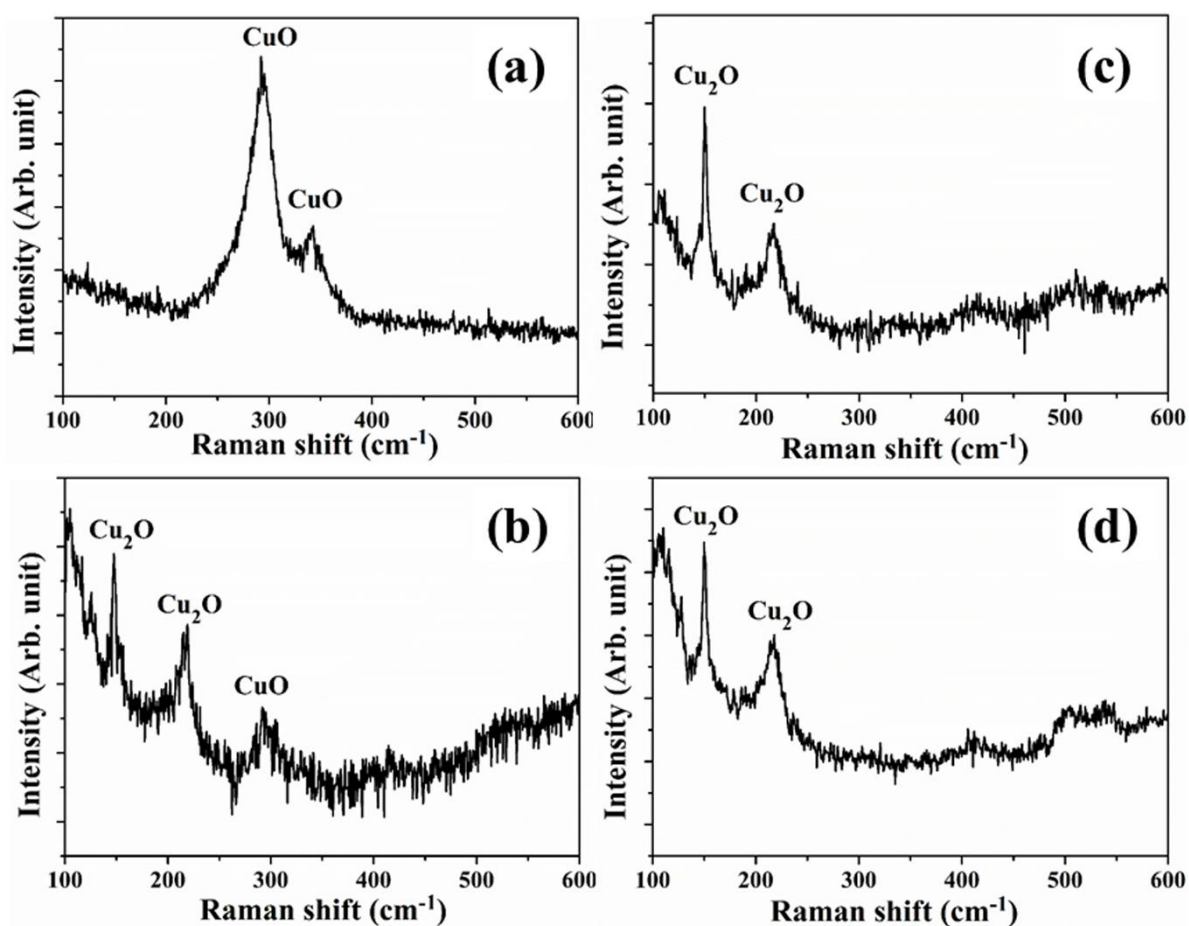 CuO
(a)
CuO
Intensity (Arb. unit)
100 200 300 400 500 600
Raman shift (cm⁻¹)
(c)
Cu₂O
Cu₂O
Intensity (Arb. unit)
100 200 300 400 500 600
Raman shift (cm⁻¹)
(b)
Cu₂O
Cu₂O
CuO
Intensity (Arb. unit)
100 200 300 400 500 600
Raman shift (cm⁻¹)
(d)
Cu₂O
Cu₂O
Intensity (Arb. unit)
100 200 300 400 500 600
Raman shift (cm⁻¹)